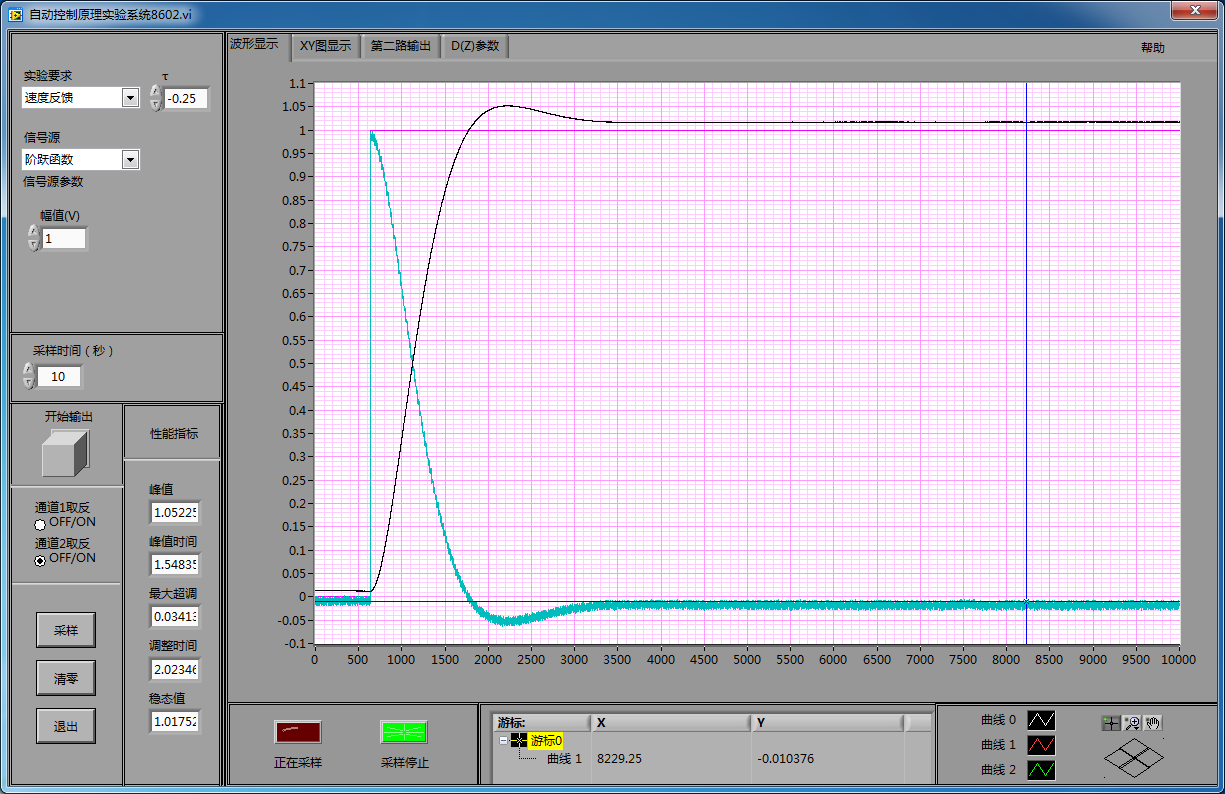 自动控制原理实验系统8602.vi
波形显示 XY图显示 第二路输出 D(Z)参数 帮助
实验要求 τ
速度反馈 -0.25
信号源
阶跃函数
信号源参数
幅值(V)
1
采样时间（秒）
10
开始输出
性能指标
通道1取反
OFF/ON
通道2取反
OFF/ON
采样
清零
退出
峰值
1.05225
峰值时间
1.54835
最大超调
0.03413
调整时间
2.02346
稳态值
1.01752
1.1
1.05
1
0.95
0.9
0.85
0.8
0.75
0.7
0.65
0.6
0.55
0.5
0.45
0.4
0.35
0.3
0.25
0.2
0.15
0.1
0.05
0
-0.05
-0.1
0 500 1000 1500 2000 2500 3000 3500 4000 4500 5000 5500 6000 6500 7000 7500 8000 8500 9000 9500 10000
正在采样 采样停止
游标: X Y
游标0
曲线 1 8229.25 -0.010376
曲线 0
曲线 1
曲线 2